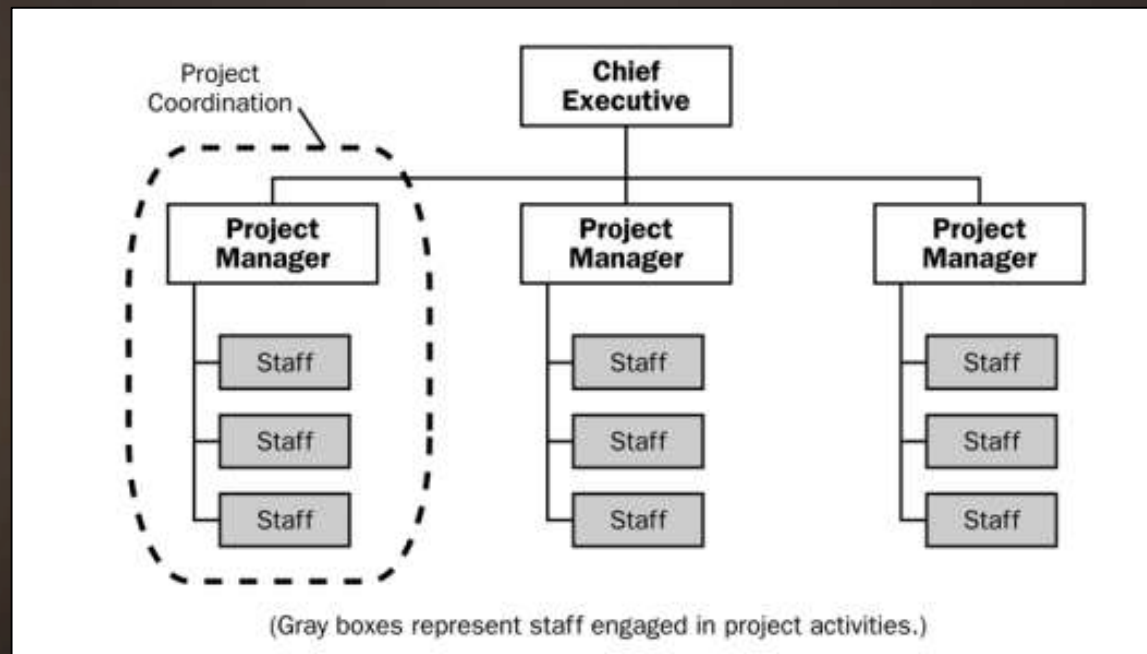 Project
Coordination
Chief
Executive
Project
Manager
Project
Manager
Project
Manager
Staff
Staff
Staff
Staff
Staff
Staff
Staff
Staff
Staff
(Gray boxes represent staff engaged in project activities.)